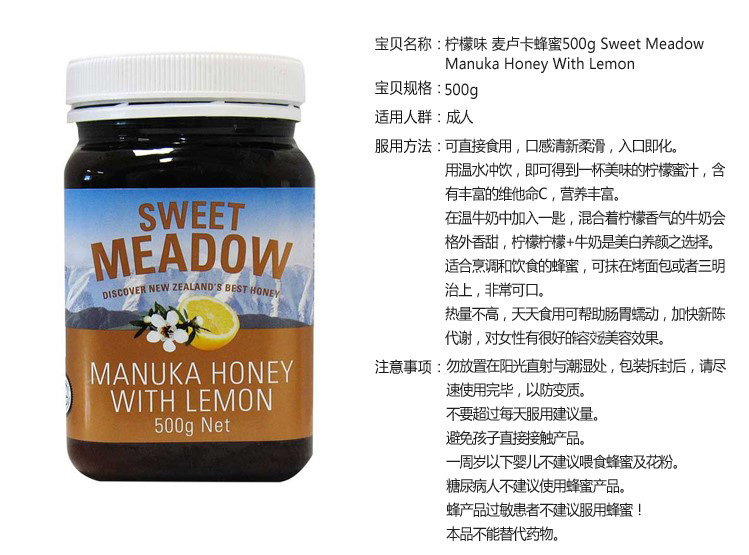 SWEET
MEADOW
DISCOVER NEW ZEALAND'S BEST HONEY
MANUKA HONEY
WITH LEMON
500g Net
宝贝名称：柠檬味 麦卢卡蜂蜜500g Sweet Meadow
Manuka Honey With Lemon
宝贝规格：500g
适用人群：成人
服用方法：可直接食用，口感清新柔滑，入口即化。
用温水冲饮，即可得到一杯美味的柠檬蜜汁，含
有丰富的维他命C，营养丰富。
在温牛奶中加入一匙，混合着柠檬香气的牛奶会
格外香甜，柠檬柠檬+牛奶是美白养颜之选择。
适合烹调和饮食的蜂蜜，可抹在烤面包或者三明
治上，非常可口。
热量不高，天天食用可帮助肠胃蠕动，加快新陈
代谢，对女性有很好的容美容效果。
注意事项：勿放置在阳光直射与潮湿处，包装拆封后，请尽
速使用完毕，以防变质。
不要超过每天服用建议量。
避免孩子直接接触产品。
一周岁以下婴儿不建议喂食蜂蜜及花粉。
糖尿病人不建议使用蜂蜜产品。
蜂产品过敏患者不建议服用蜂蜜！
本品不能替代药物。